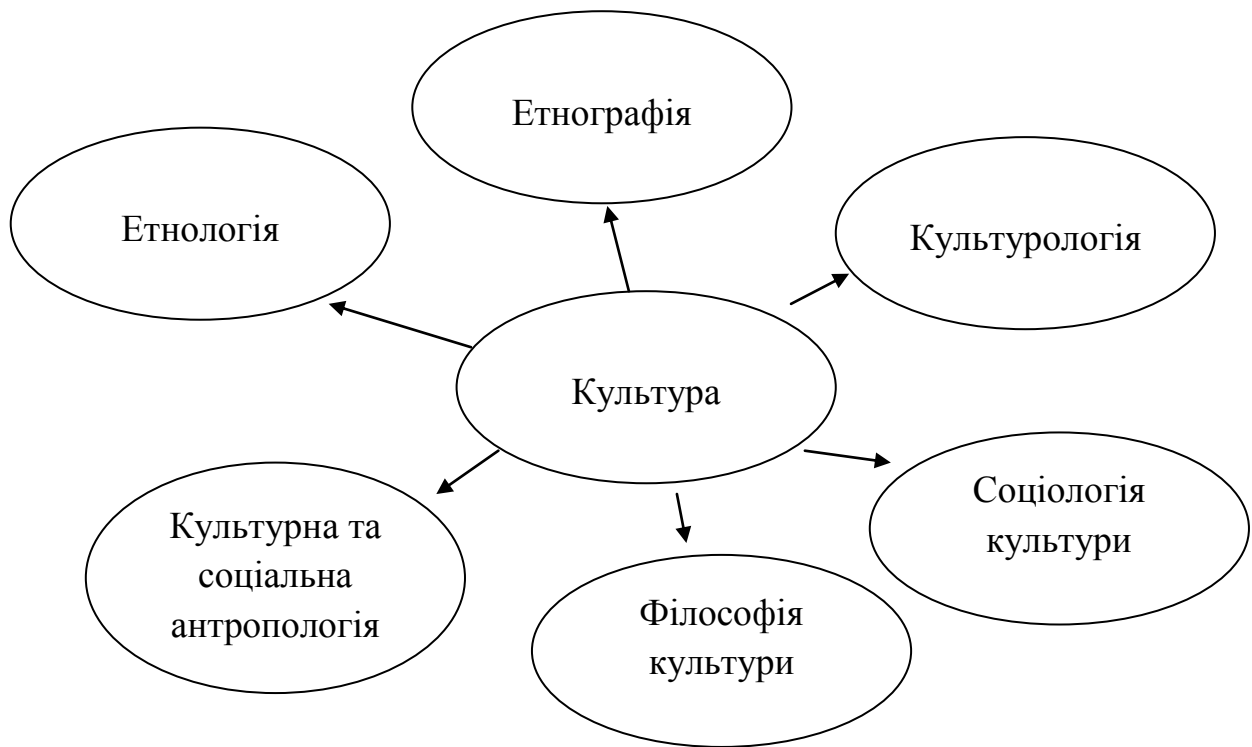 Етнографія
Етнологія
Культурологія
Культура
Соціологія
культури
Культурна та
соціальна
антропологія
Філософія
культури